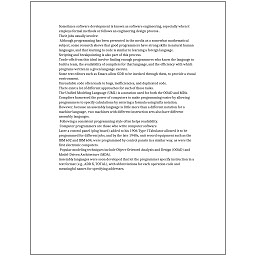 Sometimes software development is known as software engineering, especially when it
employs formal methods or follows an engineering design process.
Their jobs usually involve:
Although programming has been presented in the media as a somewhat mathematical
subject, some research shows that good programmers have strong skills in natural human
languages, and that learning to code is similar to learning a foreign language.
Scripting and breakpointing is also part of this process.
Trade-offs from this ideal involve finding enough programmers who know the language to
build a team, the availability of compilers for that language, and the efficiency with which
programs written in a given language execute.
Some text editors such as Emacs allow GDB to be invoked through them, to provide a visual
environment.
Unreadable code often leads to bugs, inefficiencies, and duplicated code.
There exist a lot of different approaches for each of those tasks.
The Unified Modeling Language (UML) is a notation used for both the OOAD and MDA.
Compilers harnessed the power of computers to make programming easier by allowing
programmers to specify calculations by entering a formula using infix notation.
However, because an assembly language is little more than a different notation for a
machine language, two machines with different instruction sets also have different
assembly languages.
Following a consistent programming style often helps readability.
Computer programmers are those who write computer software.
Later a control panel (plug board) added to his 1906 Type I Tabulator allowed it to be
programmed for different jobs, and by the late 1940s, unit record equipment such as the
IBM 602 and IBM 604, were programmed by control panels in a similar way, as were the
first electronic computers.
Popular modeling techniques include Object-Oriented Analysis and Design (OOAD) and
Model-Driven Architecture (MDA).
Assembly languages were soon developed that let the programmer specify instruction in a
text format (e.g., ADD X, TOTAL), with abbreviations for each operation code and
meaningful names for specifying addresses.